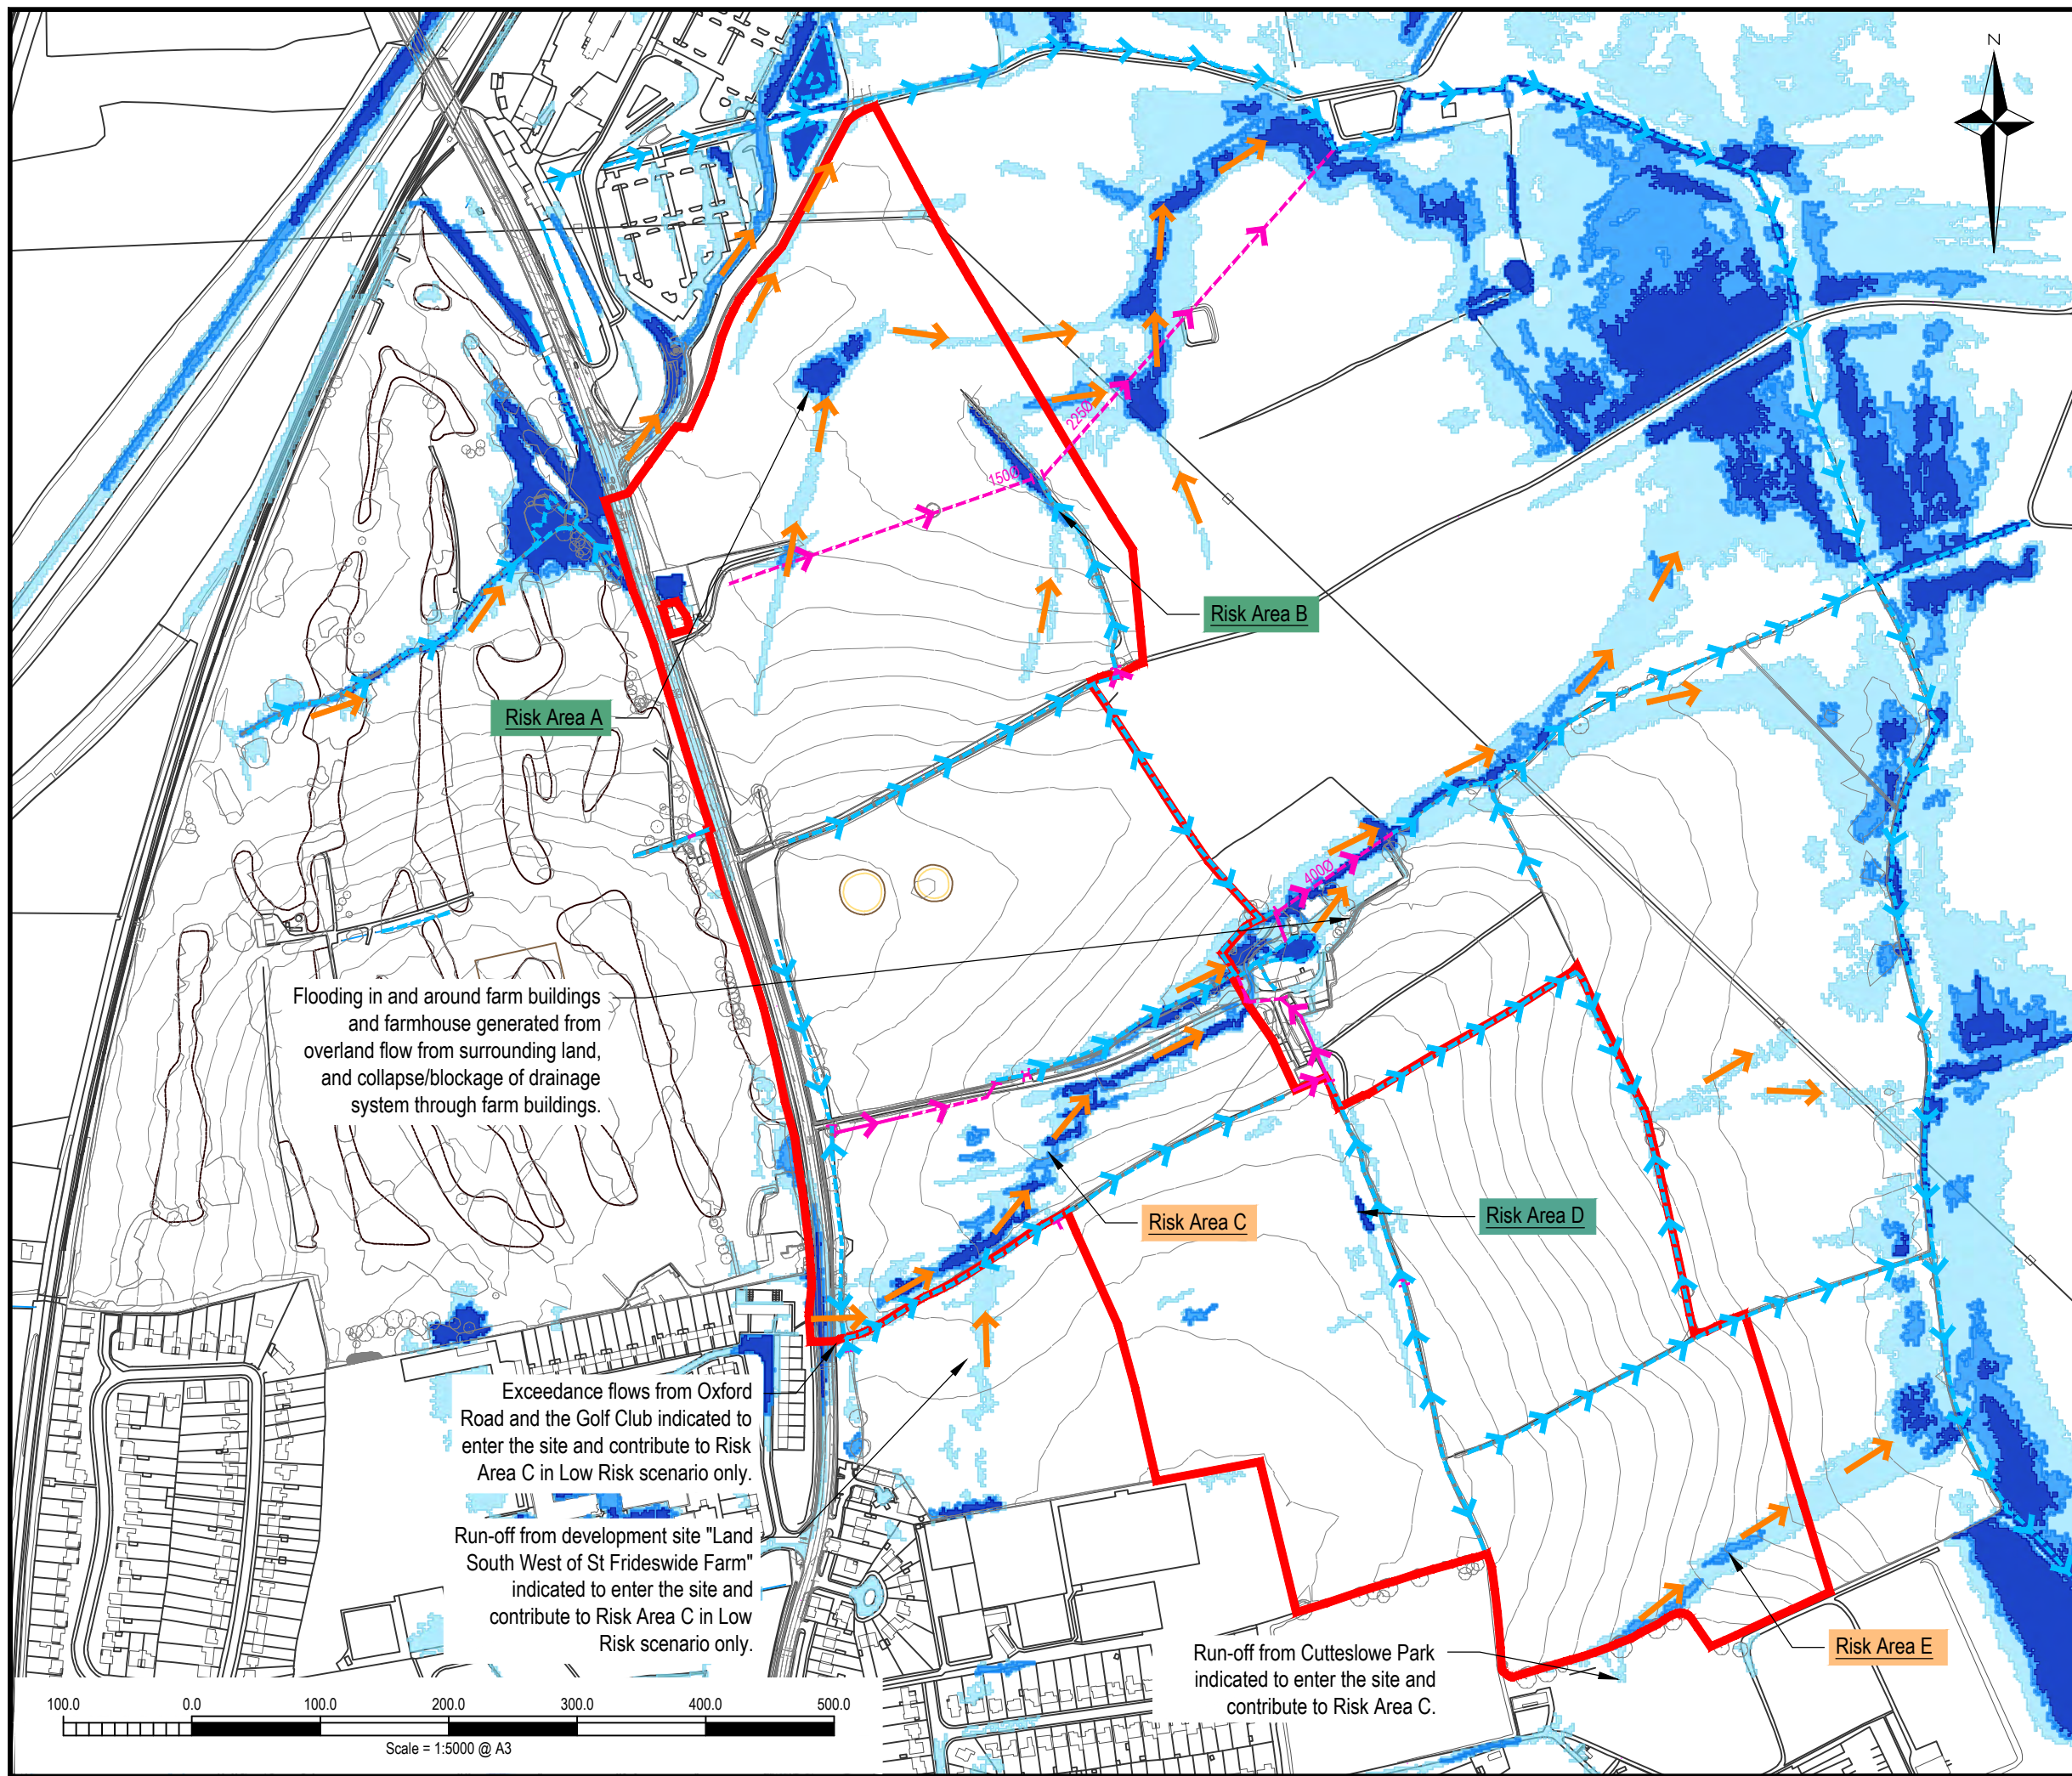 N
2250
1500
Risk Area B
Risk Area A
4000
Flooding in and around farm buildings
and farmhouse generated from
overland flow from surrounding land,
and collapse/blockage of drainage
system through farm buildings.
Risk Area C
Risk Area D
Exceedance flows from Oxford
Road and the Golf Club indicated to
enter the site and contribute to Risk
Area C in Low Risk scenario only.
Run-off from development site "Land
South West of St Frideswide Farm"
indicated to enter the site and
contribute to Risk Area C in Low
Risk scenario only.
Run-off from Cutteslowe Park
indicated to enter the site and
contribute to Risk Area C.
Risk Area E
100.0 0.0 100.0 200.0 300.0 400.0 500.0
Scale = 1:5000 @ A3